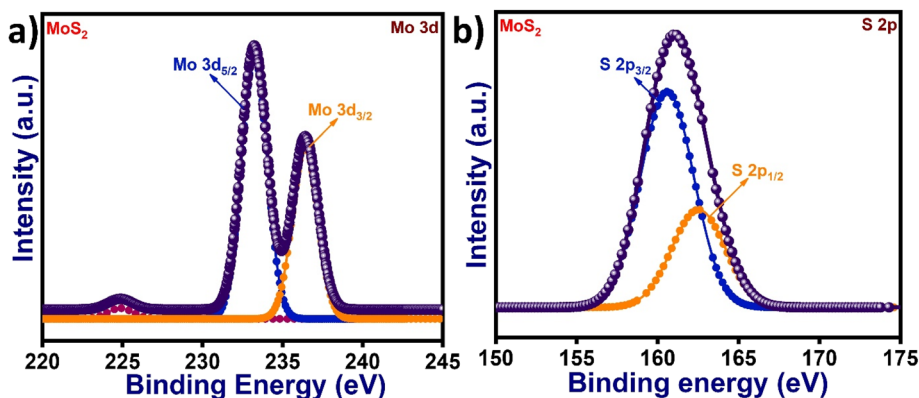 a)
MoS₂
Mo 3d
Mo 3d₅/₂
Mo 3d₃/₂
Intensity (a.u.)
220 225 230 235 240 245
Binding Energy (eV)
b)
MoS₂
S 2p
S 2p₃/₂
S 2p₁/₂
Intensity (a.u.)
150 155 160 165 170 175
Binding energy (eV)